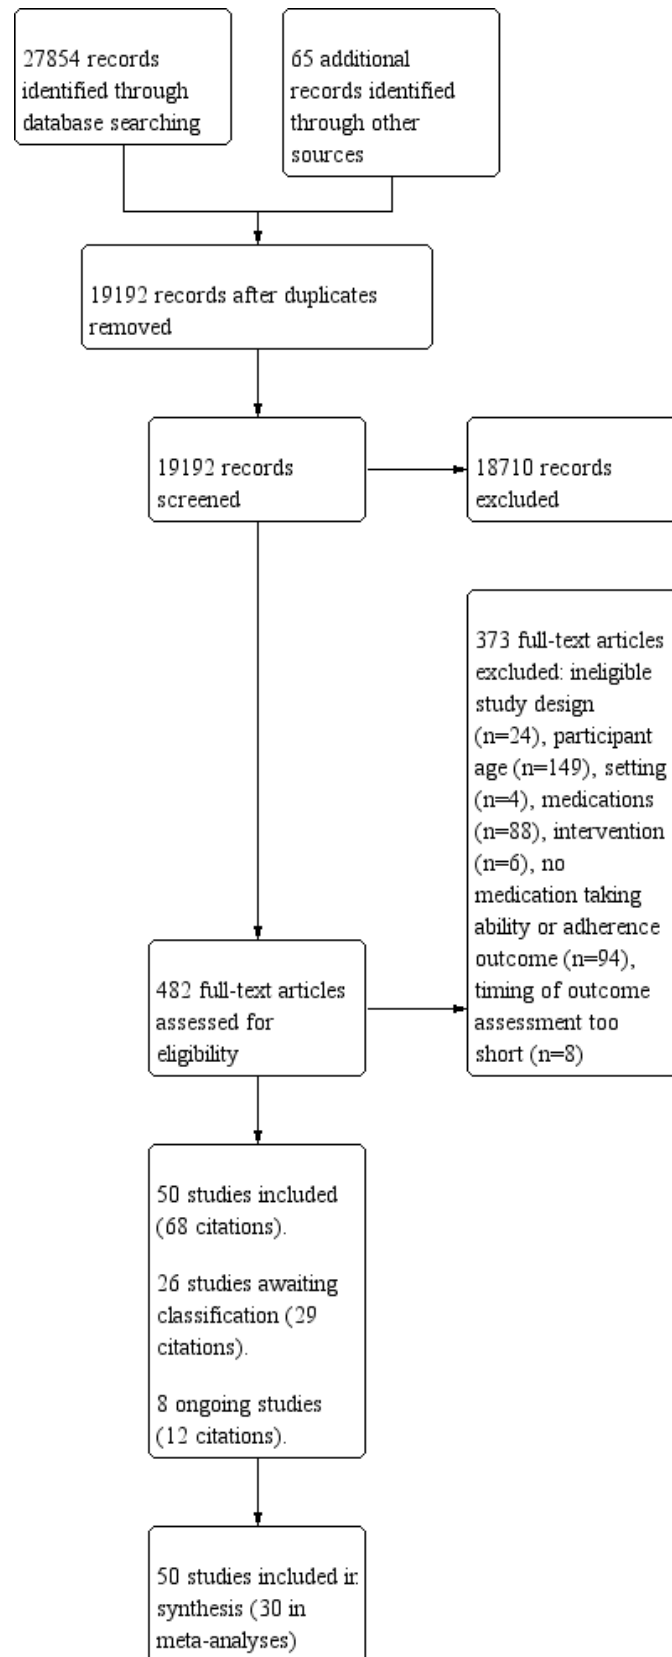 27854 records
identified through
database searching
65 additional
records identified
through other
sources
19192 records after duplicates
removed
19192 records
screened
18710 records
excluded
373 full-text articles
excluded: ineligible
study design
(n=24), participant
age (n=149), setting
(n=4), medications
(n=88), intervention
(n=6), no
medication taking
ability or adherence
outcome (n=94),
timing of outcome
assessment too
short (n=8)
482 full-text articles
assessed for
eligibility
50 studies included
(68 citations).
26 studies awaiting
classification (29
citations).
8 ongoing studies
(12 citations).
50 studies included in
synthesis (30 in
meta-analyses)